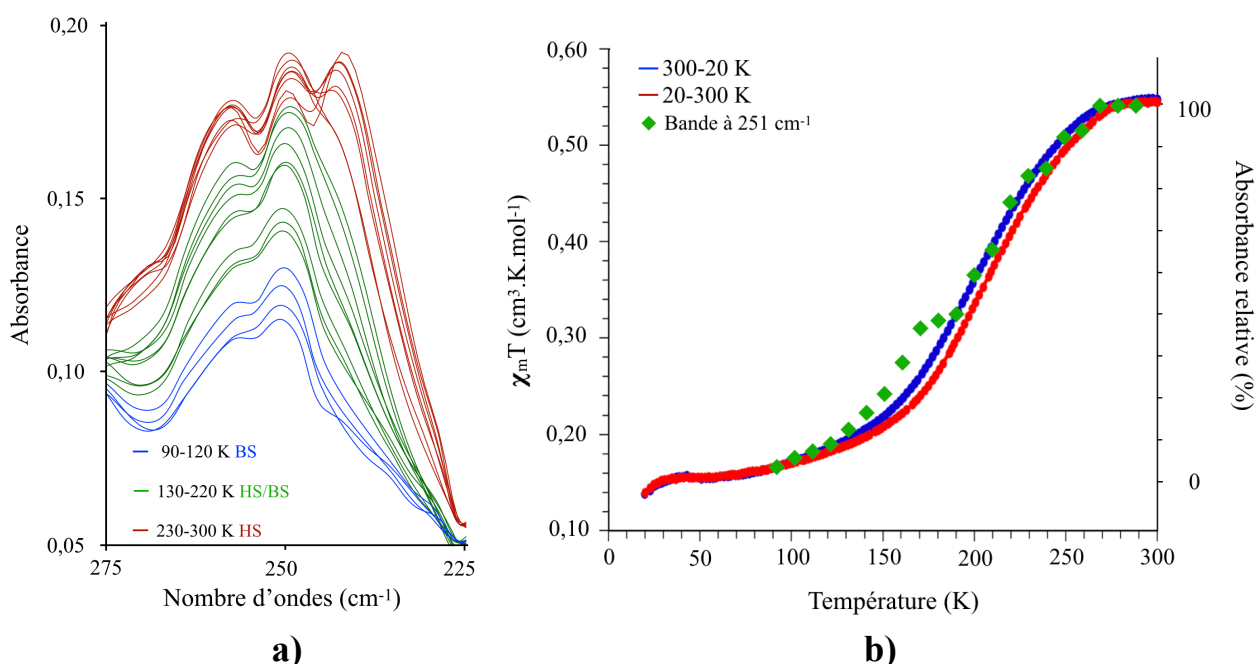 0,20
0,15
0,10
0,05
Absorbance
90-120 K BS
130-220 K HS/BS
230-300 K HS
275
250
225
Nombre d’ondes (cm-1)
a)
0,60
0,50
0,40
0,30
0,20
0,10
χmT (cm3.K.mol-1)
300-20 K
20-300 K
Bande à 251 cm-1
100
0
Absorbance relative (%)
0
50
100
150
200
250
300
Température (K)
b)